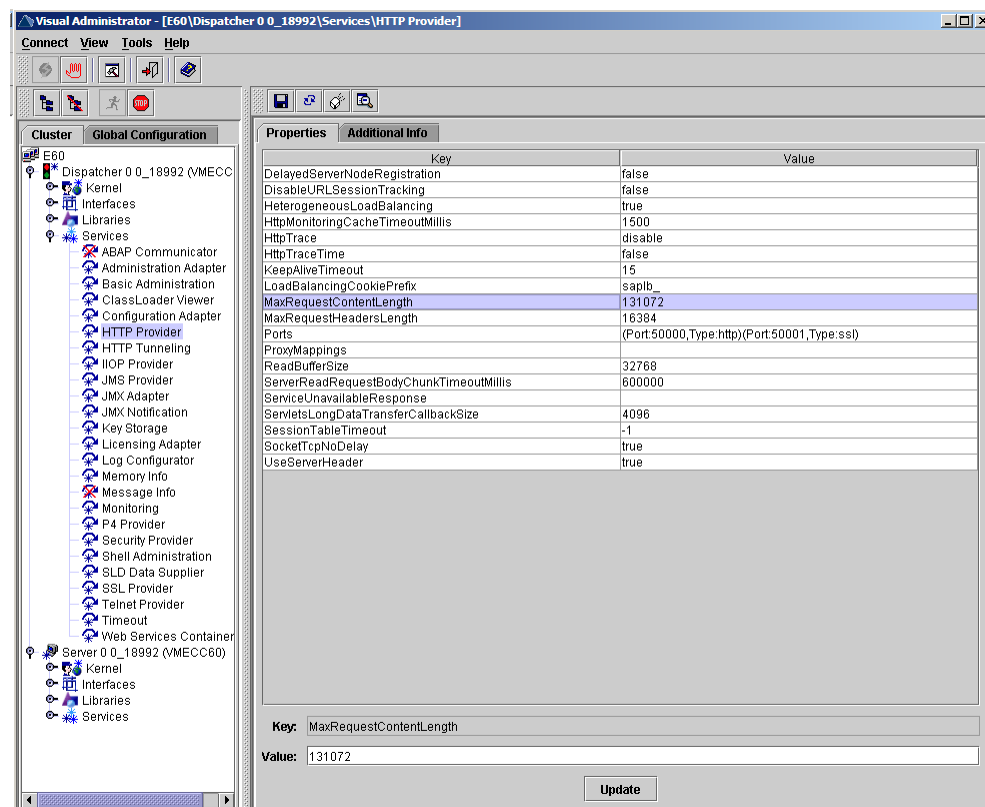 Visual Administrator - [E60\Dispatcher 0 0_18992\Services\HTTP Provider]
Connect View Tools Help
STOP
Cluster Global Configuration
E60
Dispatcher 0 0_18992 (VMECC
Kernel
Interfaces
Libraries
Services
ABAP Communicator
Administration Adapter
Basic Administration
ClassLoader Viewer
Configuration Adapter
HTTP Provider
HTTP Tunneling
IIOP Provider
JMS Provider
JMX Adapter
JMX Notification
Key Storage
Licensing Adapter
Log Configurator
Memory Info
Message Info
Monitoring
P4 Provider
Security Provider
Shell Administration
SLD Data Supplier
SSL Provider
Telnet Provider
Timeout
Web Services Container
Server 0 0_18992 (VMECC60)
Kernel
Interfaces
Libraries
Services
Properties Additional Info
Key Value
DelayedServerNodeRegistration false
DisableURLSessionTracking false
HeterogeneousLoadBalancing true
HttpMonitoringCacheTimeoutMillis 1500
HttpTrace disable
HttpTraceTime false
KeepAliveTimeout 15
LoadBalancingCookiePrefix saplb_
MaxRequestContentLength 131072
MaxRequestHeadersLength 16384
Ports (Port:50000,Type:http)(Port:50001,Type:ssl)
ProxyMappings
ReadBufferSize 32768
ServerReadRequestBodyChunkTimeoutMillis 600000
ServiceUnavailableResponse
ServletsLongDataTransferCallbackSize 4096
SessionTableTimeout -1
SocketTcpNoDelay true
UseServerHeader true
Key: MaxRequestContentLength
Value: 131072
Update